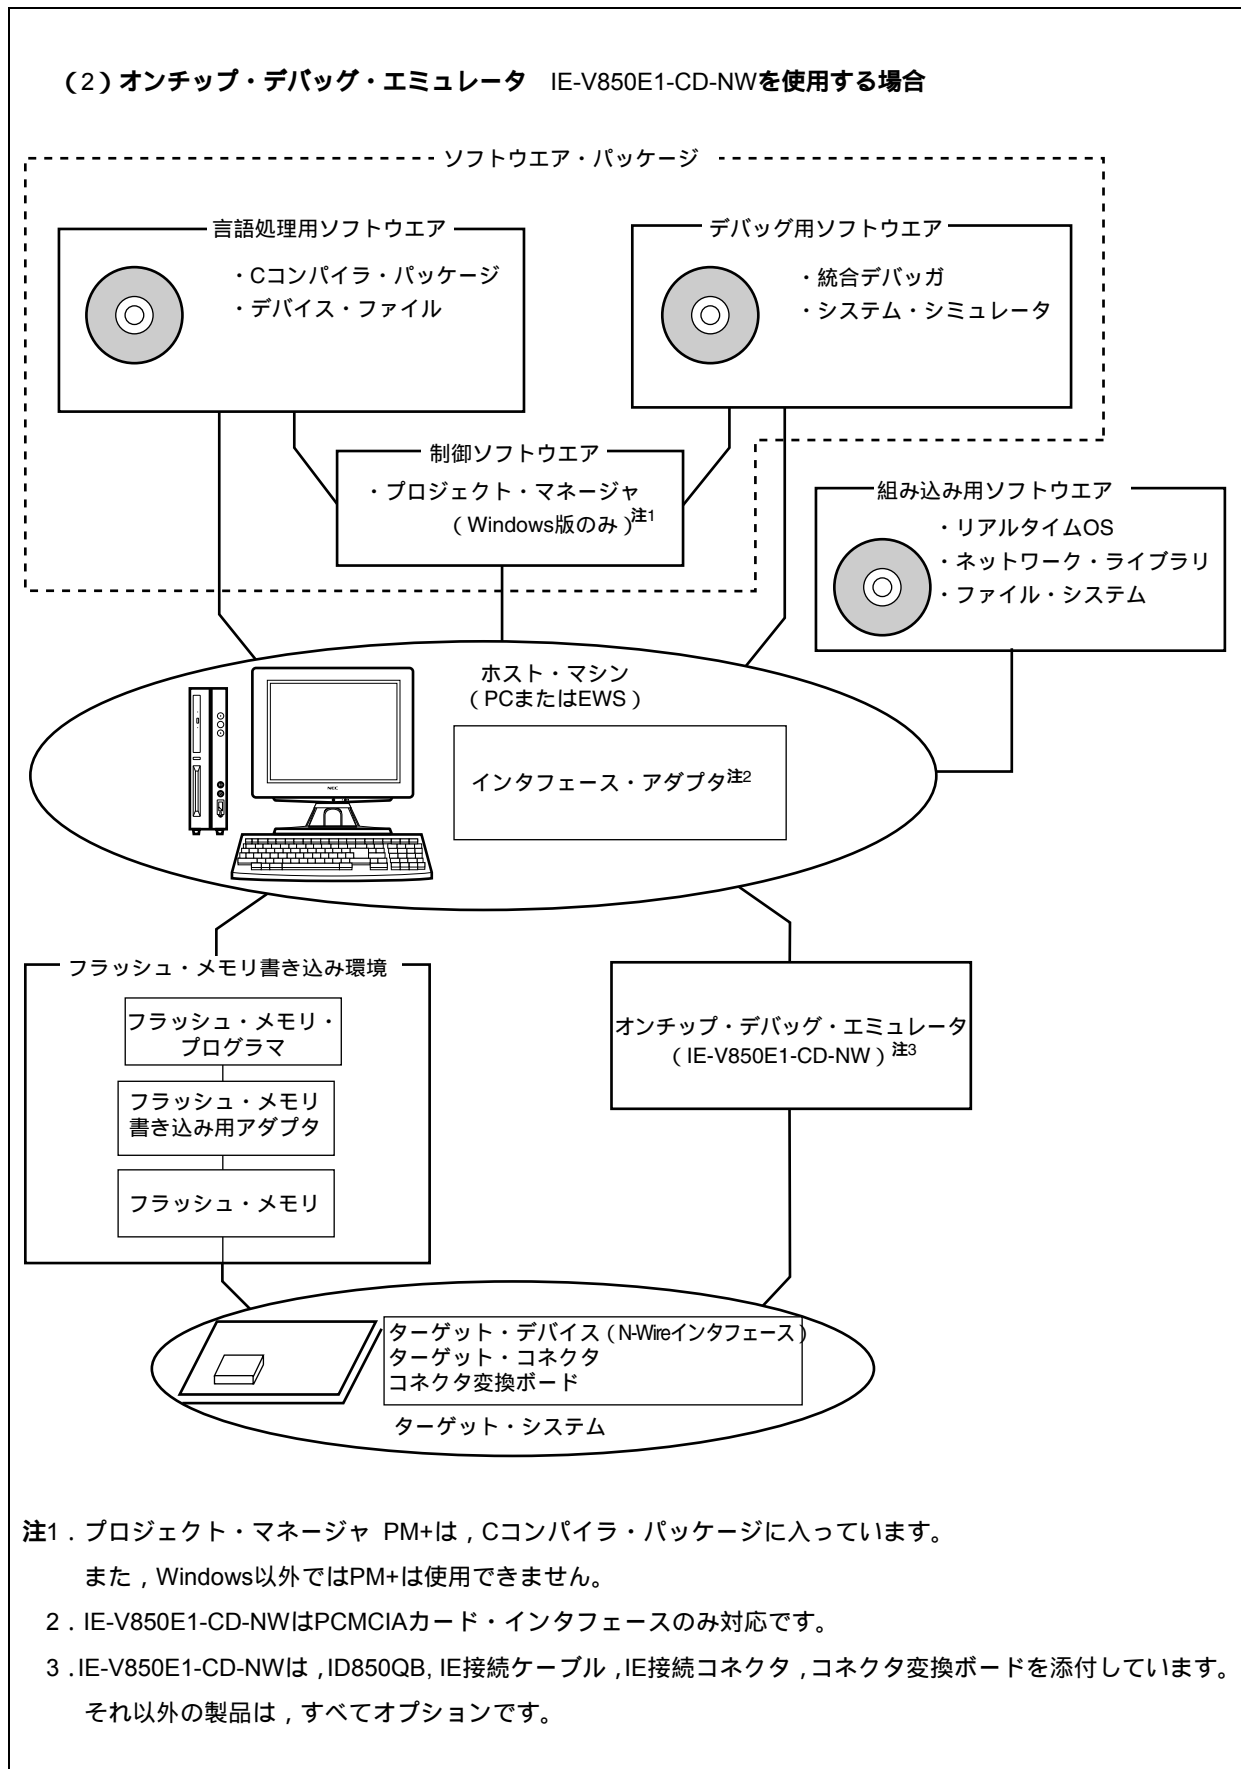 （2）オンチップ・デバッグ・エミュレータ　IE-V850E1-CD-NWを使用する場合
ソフトウエア・パッケージ
言語処理用ソフトウエア
・Cコンパイラ・パッケージ
・デバイス・ファイル
デバッグ用ソフトウエア
・統合デバッガ
・システム・シミュレータ
制御ソフトウエア
・プロジェクト・マネージャ
（Windows版のみ）注1
組み込み用ソフトウエア
・リアルタイムOS
・ネットワーク・ライブラリ
・ファイル・システム
ホスト・マシン
（PCまたはEWS）
NEC
インタフェース・アダプタ注2
フラッシュ・メモリ書き込み環境
フラッシュ・メモリ・
プログラマ
フラッシュ・メモリ
書き込み用アダプタ
フラッシュ・メモリ
オンチップ・デバッグ・エミュレータ
（IE-V850E1-CD-NW）注3
ターゲット・デバイス（N-Wireインタフェース）
ターゲット・コネクタ
コネクタ変換ボード
ターゲット・システム
注1．プロジェクト・マネージャ PM+は，Cコンパイラ・パッケージに入っています。
また，Windows以外ではPM+は使用できません。
2．IE-V850E1-CD-NWはPCMCIAカード・インタフェースのみ対応です。
3．IE-V850E1-CD-NWは，ID850QB, IE接続ケーブル，IE接続コネクタ，コネクタ変換ボードを添付しています。
それ以外の製品は，すべてオプションです。